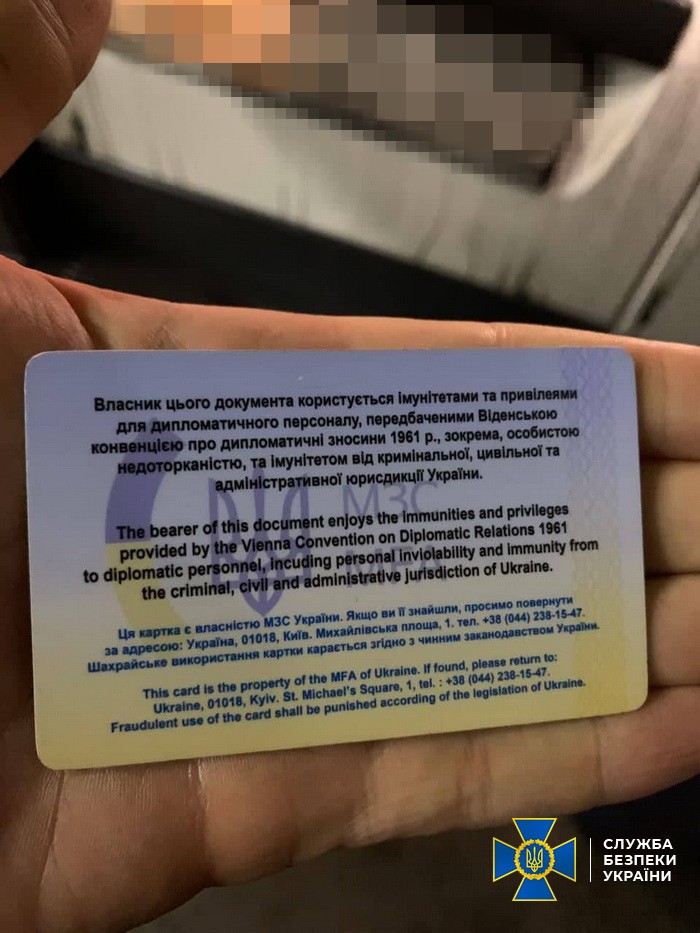 Власник цього документа користується імунітетами та привілеями
для дипломатичного персоналу, передбаченими Віденською
конвенцією про дипломатичні зносини 1961 р., зокрема, особистою
недоторканістю, та імунітетом від кримінальної, цивільної та
адміністративної юрисдикції України.
МЗС
MFA
The bearer of this document enjoys the immunities and privileges
provided by the Vienna Convention on Diplomatic Relations 1961
to diplomatic personnel, incuding personal inviolability and immunity from
the criminal, civil and administrative jurisdiction of Ukraine.
Ця картка є власністю МЗС України. Якщо ви її знайшли, просимо повернути
за адресою: Україна, 01018, Київ. Михайлівська площа, 1. тел. +38 (044) 238-15-47.
Шахрайське використання картки карається згідно з чинним законодавством України.
This card is the property of the MFA of Ukraine. If found, please return to:
Ukraine, 01018, Kyiv. St. Michael's Square, 1, tel. : +38 (044) 238-15-47.
Fraudulent use of the card shall be punished according of the legislation of Ukraine.
СЛУЖБА
БЕЗПЕКИ
УКРАЇНИ